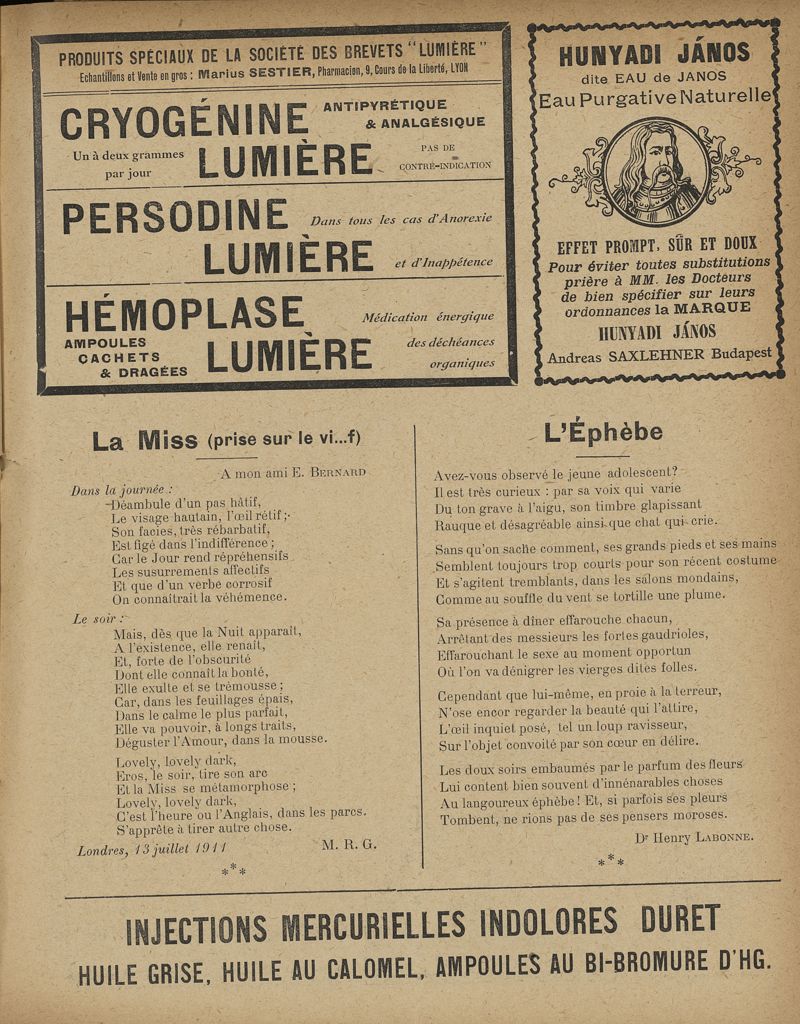 PRODUITS SPÉCIAUX DE LA SOCIÉTÉ DES BREVETS "LUMIÈRE"
Echantillons et Vente en gros : Marius SESTIER, Pharmacien, 9, Cours de la Liberté, LYON
CRYOGÉNINE ANTIPYRÉTIQUE
& ANALGÉSIQUE
Un à deux grammes
par jour
LUMIÈRE
PAS DE
CONTRE-INDICATION
PERSODINE Dans tous les cas d'Anorexie
LUMIÈRE et d'Inappétence
HÉMOPLASE Médication énergique
AMPOULES
CACHETS
& DRAGÉES
LUMIÈRE
des déchéances
organiques
HUNYADI JÁNOS
dite EAU de JANOS
Eau Purgative Naturelle
EFFET PROMPT, SÛR ET DOUX
Pour éviter toutes substitutions
prière à MM. les Docteurs
de bien spécifier sur leurs
ordonnances la MARQUE
HUNYADI JÁNOS
Andreas SAXLEHNER Budapest
La Miss (prise sur le vi...f)
A mon ami E. BERNARD
Dans la journée :
Déambule d'un pas hâtif,
Le visage hautain, l'œil rétif ;
Son facies, très rébarbatif,
Est figé dans l'indifférence ;
Car le Jour rend répréhensifs
Les susurrements affectifs
Et que d'un verbe corrosif
On connaîtrait la véhémence.
Le soir :
Mais, dès que la Nuit apparaît,
A l'existence, elle renaît,
Et, forte de l'obscurité
Dont elle connaît la bonté,
Elle exulte et se trémousse ;
Car, dans les feuillages épais,
Dans le calme le plus parfait,
Elle va pouvoir, à longs traits,
Déguster l'Amour, dans la mousse.
Lovely, lovely dark,
Eros, le soir, tire son arc
Et la Miss se métamorphose ;
Lovely, lovely dark,
C'est l'heure ou l'Anglais, dans les parcs.
S'apprête à tirer autre chose.
Londres, 13 juillet 1911 M. R. G.
***
L'Éphèbe
Avez-vous observé le jeune adolescent?
Il est très curieux : par sa voix qui varie
Du ton grave à l'aigu, son timbre glapissant
Rauque et désagréable ainsi que chat qui crie.
Sans qu'on sache comment, ses grands pieds et ses mains
Semblent toujours trop courts pour son récent costume
Et s'agitent tremblants, dans les salons mondains,
Comme au souffle du vent se tortille une plume.
Sa présence à dîner effarouche chacun,
Arrêtant des messieurs les fortes gaudrioles,
Effarouchant le sexe au moment opportun
Où l'on va dénigrer les vierges dites folles.
Cependant que lui-même, en proie à la terreur,
N'ose encor regarder la beauté qui l'attire,
L'œil inquiet posé, tel un loup ravisseur,
Sur l'objet convoité par son cœur en délire.
Les doux soirs embaumés par le parfum des fleurs
Lui content bien souvent d'innénarables choses
Au langoureux éphèbe! Et, si parfois ses pleurs
Tombent, ne rions pas de ses pensers moroses.
Dr Henry LABONNE.
***
INJECTIONS MERCURIELLES INDOLORES DURET
HUILE GRISE, HUILE AU CALOMEL, AMPOULES AU BI-BROMURE D'HG.